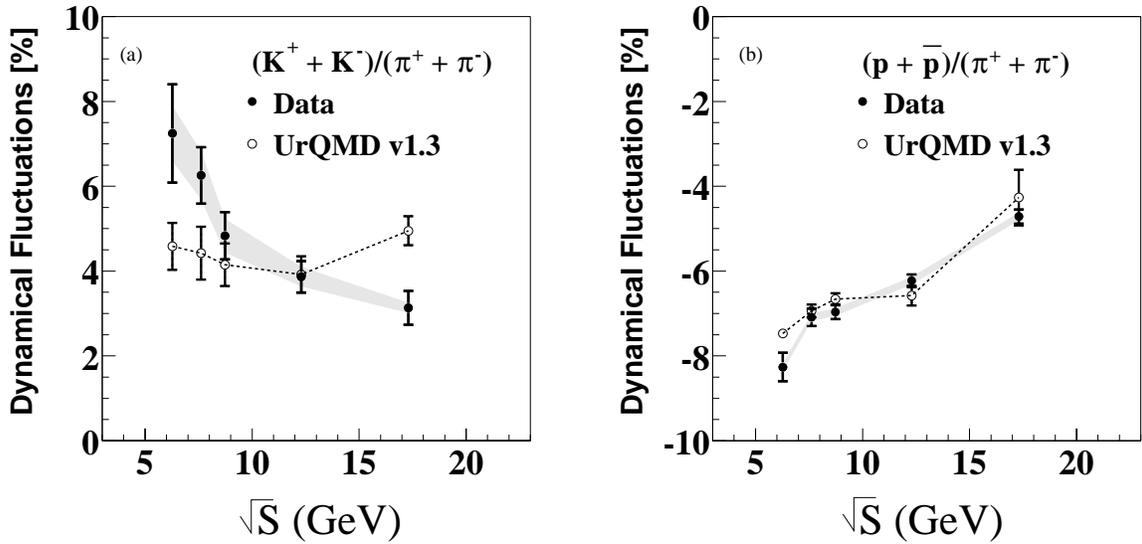 Dynamical Fluctuations [%]
10
8
6
4
2
0
(a)
(K⁺ + K⁻)/(π⁺ + π⁻)
Data
UrQMD v1.3
5 10 15 20
√S (GeV)
Dynamical Fluctuations [%]
0
-2
-4
-6
-8
-10
(b)
(p + p̅)/(π⁺ + π⁻)
Data
UrQMD v1.3
5 10 15 20
√S (GeV)